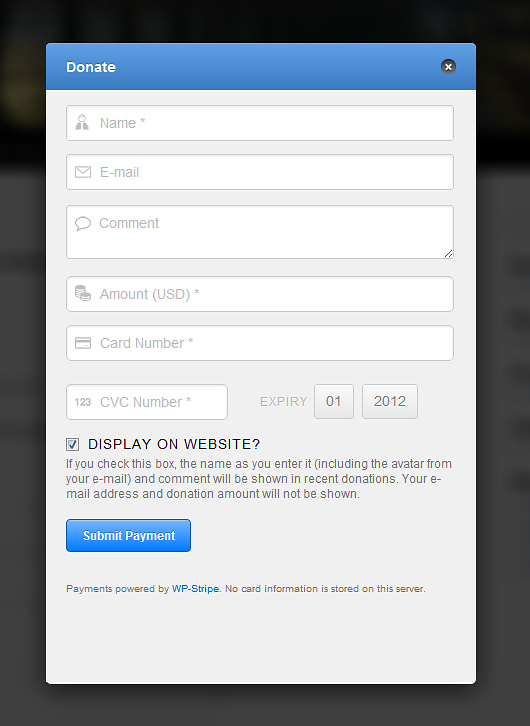 Donate
Name *
E-mail
Comment
Amount (USD) *
Card Number *
123 CVC Number * EXPIRY 01 2012
DISPLAY ON WEBSITE?
If you check this box, the name as you enter it (including the avatar from
your e-mail) and comment will be shown in recent donations. Your e-
mail address and donation amount will not be shown.
Submit Payment
Payments powered by WP-Stripe. No card information is stored on this server.